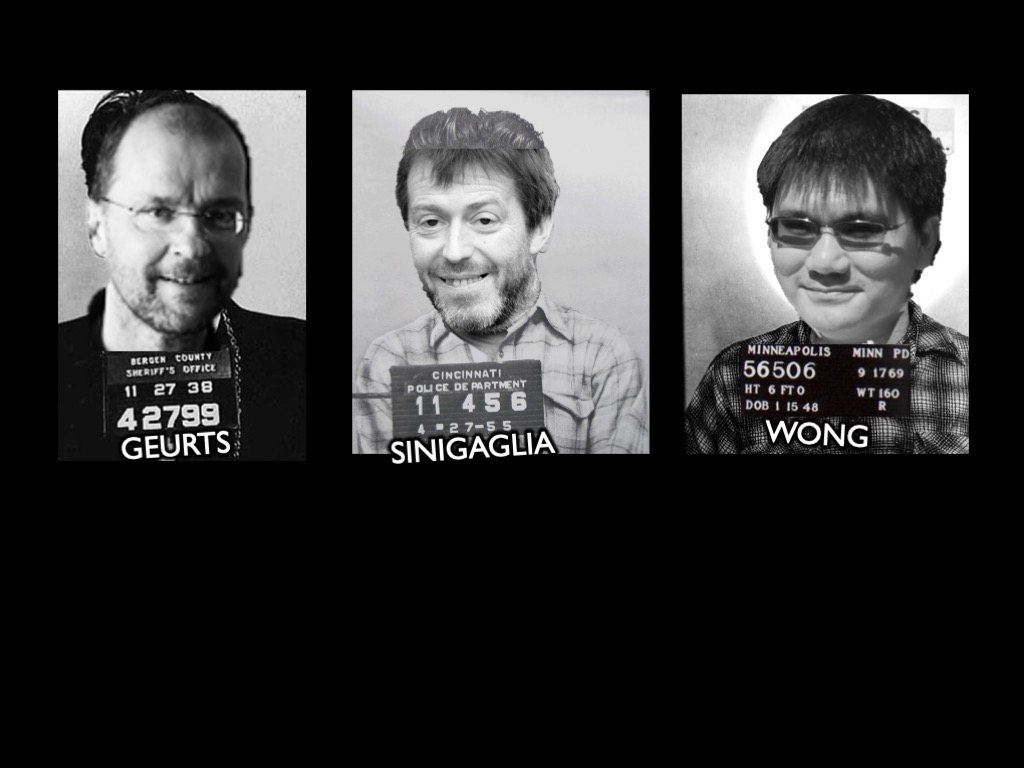 BERGEN COUNTY
SHERIFF'S OFFICE
11 27 38
42799
GEURTS
CINCINNATI
POLICE DEPARTMENT
11 456
4 27-55
SINIGAGLIA
MINNEAPOLIS MINN PD
56506 9 1769
HT 6 FT 0 WT 160
DOB 1 15 48 R
WONG